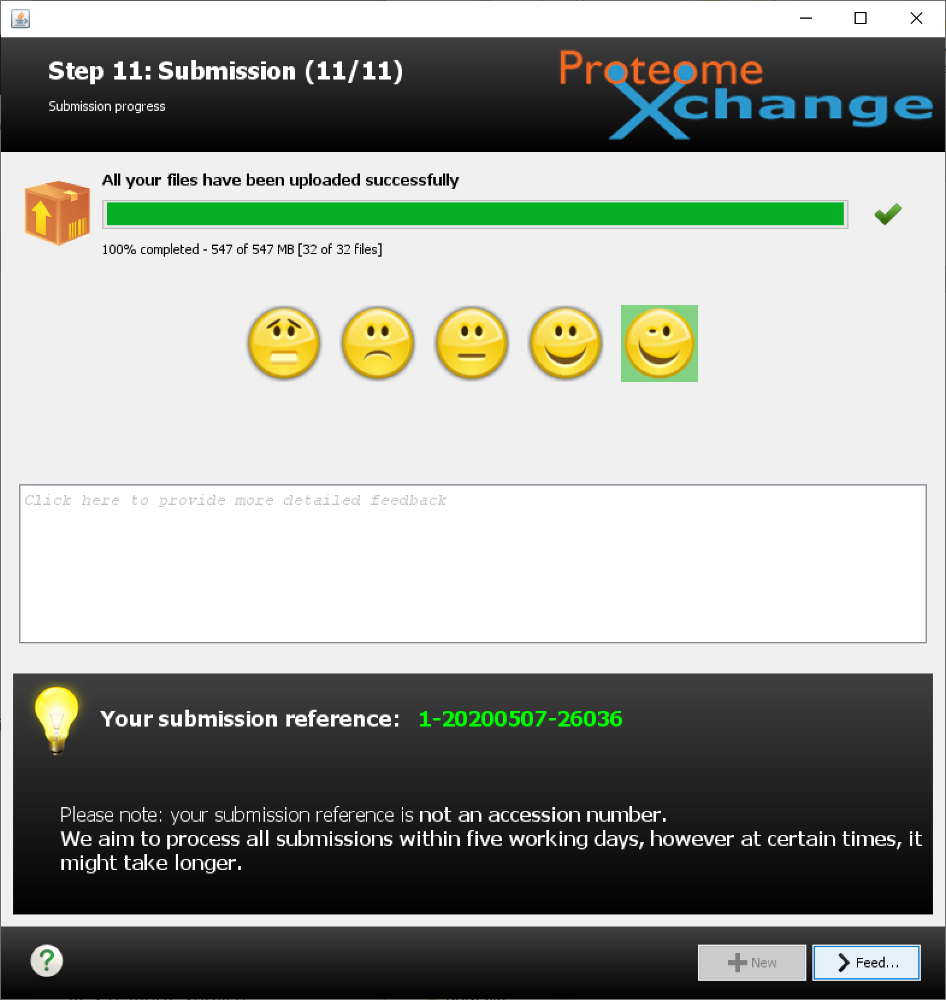 Step 11: Submission (11/11)
Submission progress
Proteome
Xchange
All your files have been uploaded successfully
100% completed - 547 of 547 MB [32 of 32 files]
Click here to provide more detailed feedback
Your submission reference: 1-20200507-26036
Please note: your submission reference is not an accession number.
We aim to process all submissions within five working days, however at certain times, it
might take longer.
?
New
Feed...